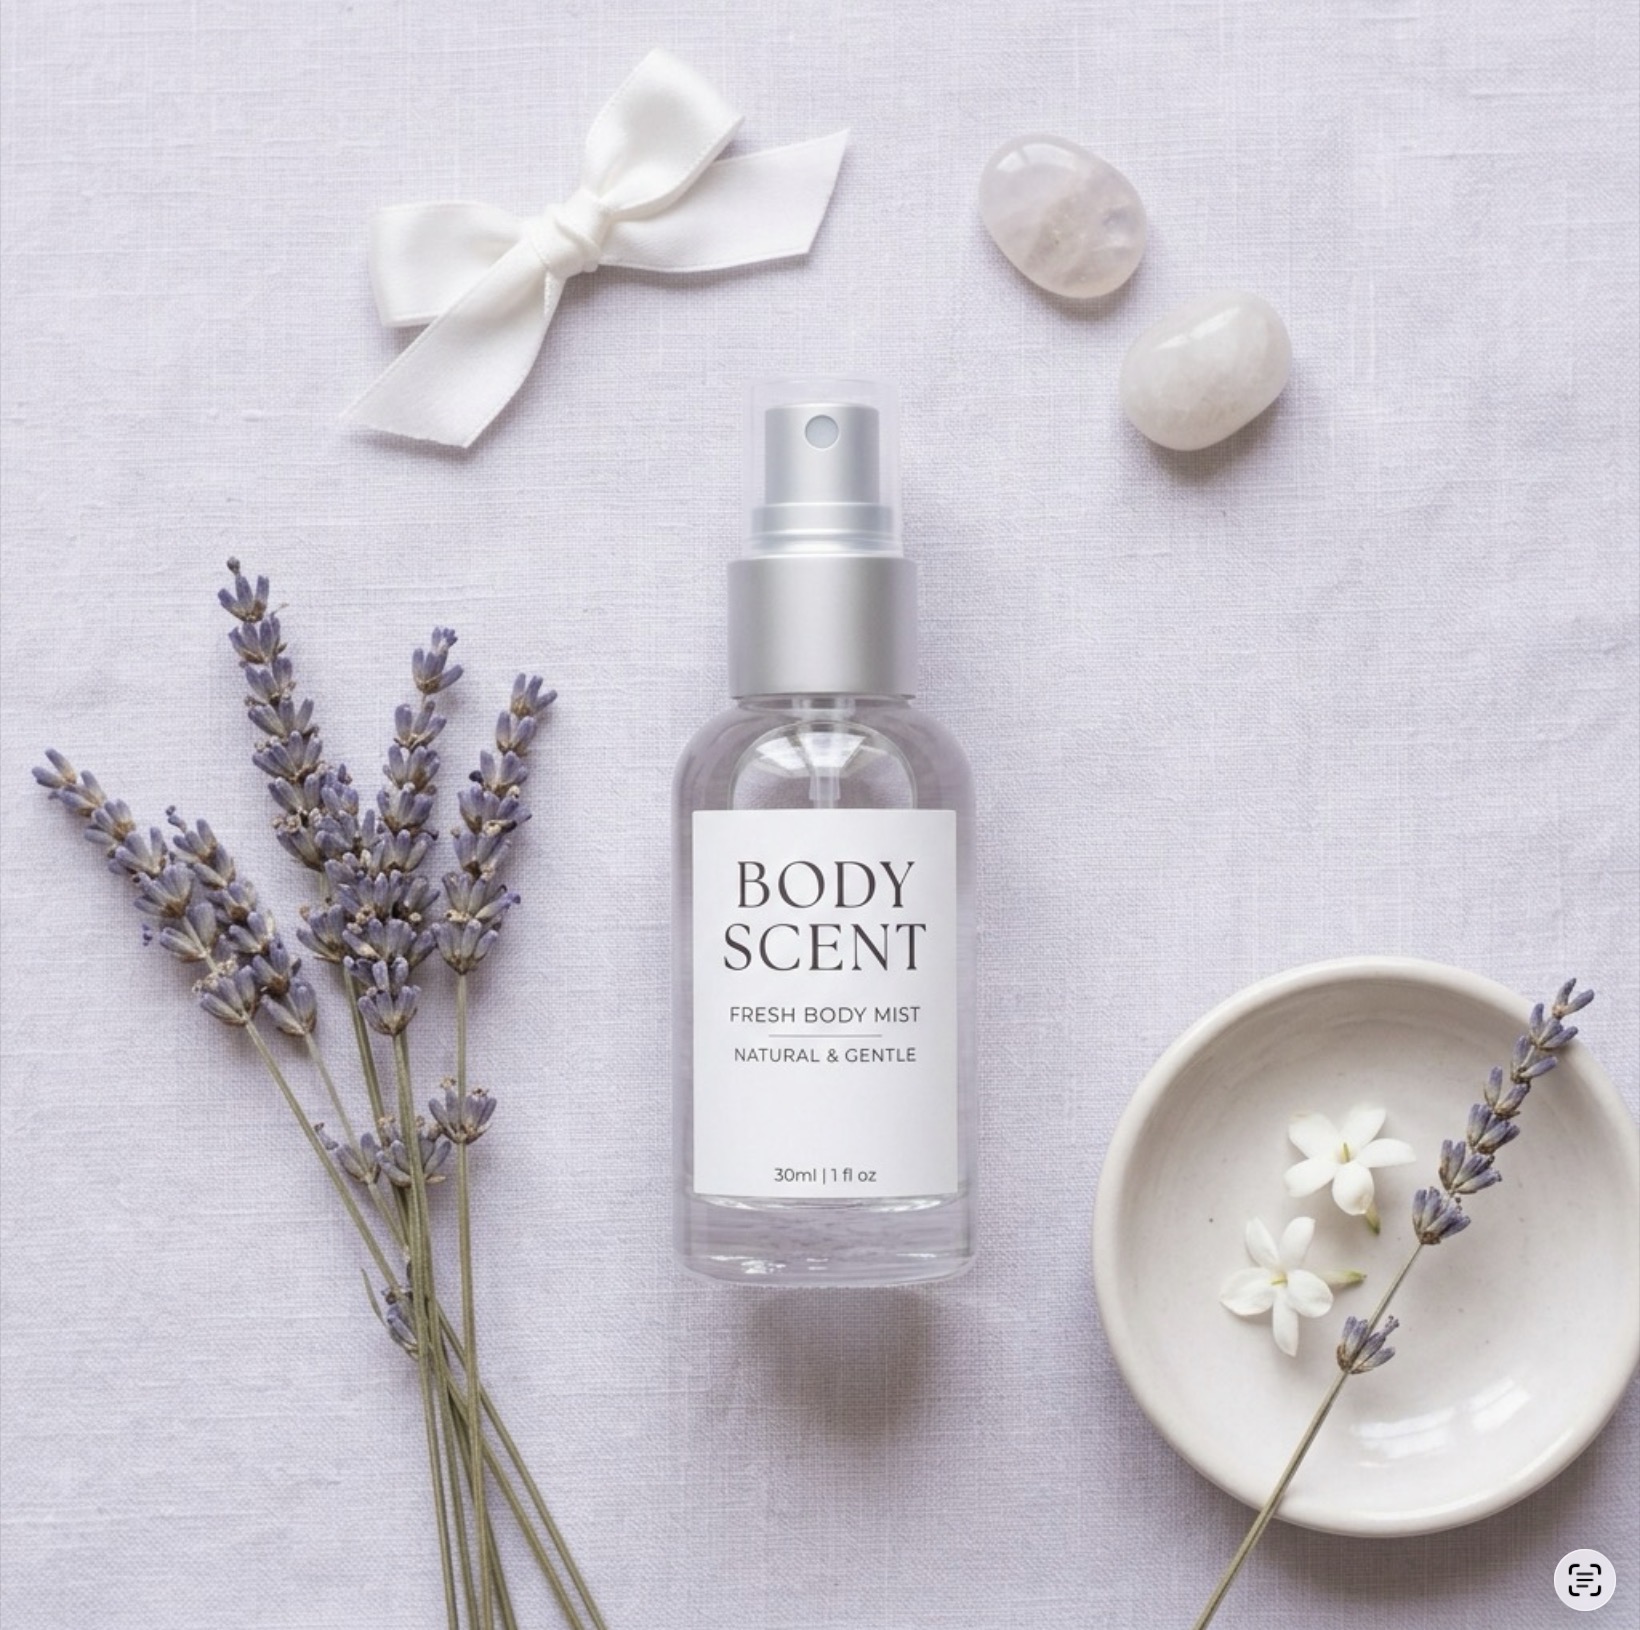 BODY
SCENT
FRESH BODY MIST
NATURAL & GENTLE
30ml | 1 fl oz